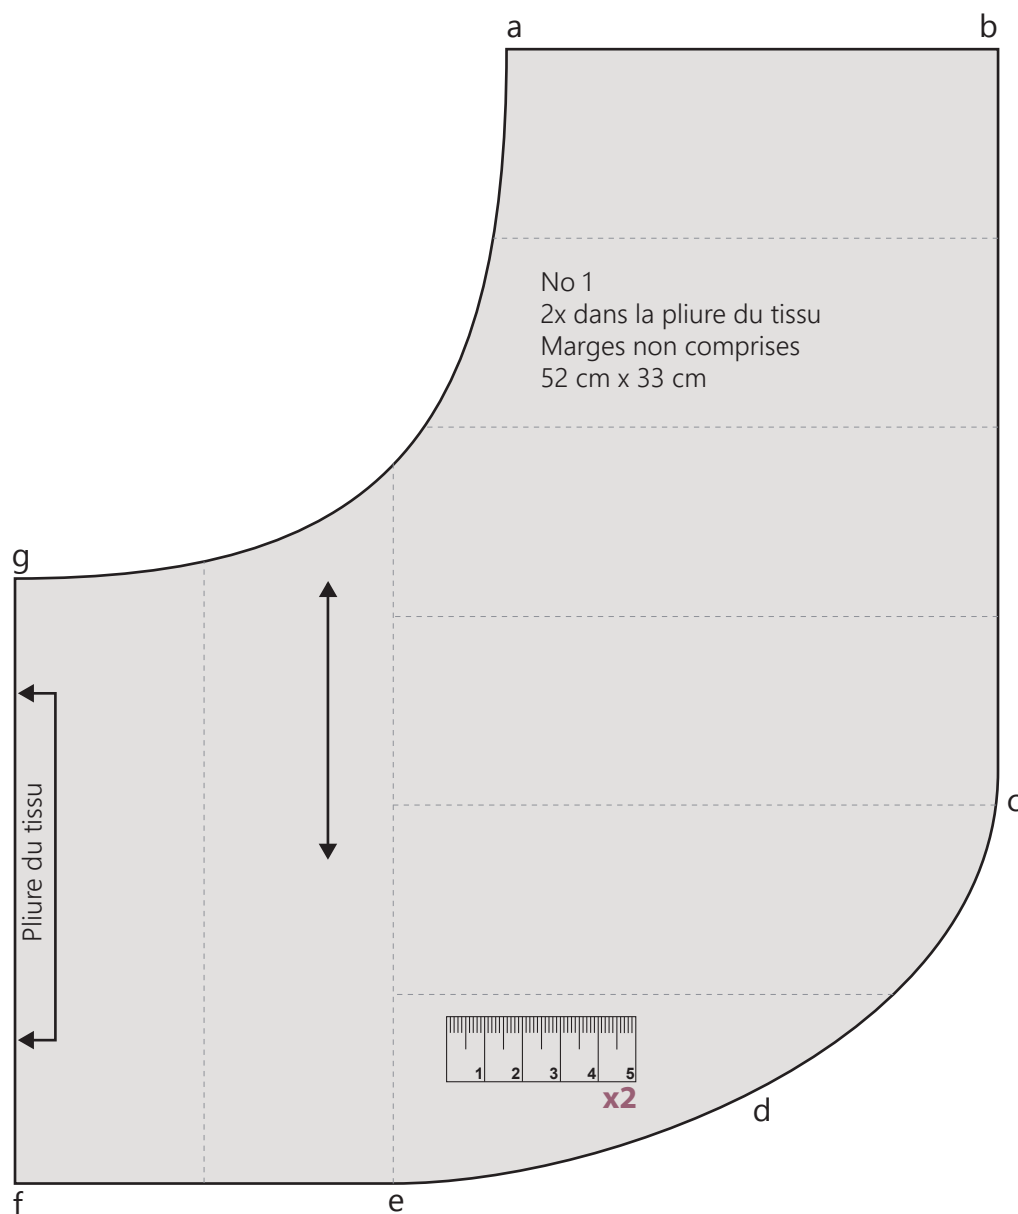 a
b
No 1
2x dans la pliure du tissu
Marges non comprises
52 cm x 33 cm
g
Pliure du tissu
c
1 2 3 4 5
x2
d
f
e